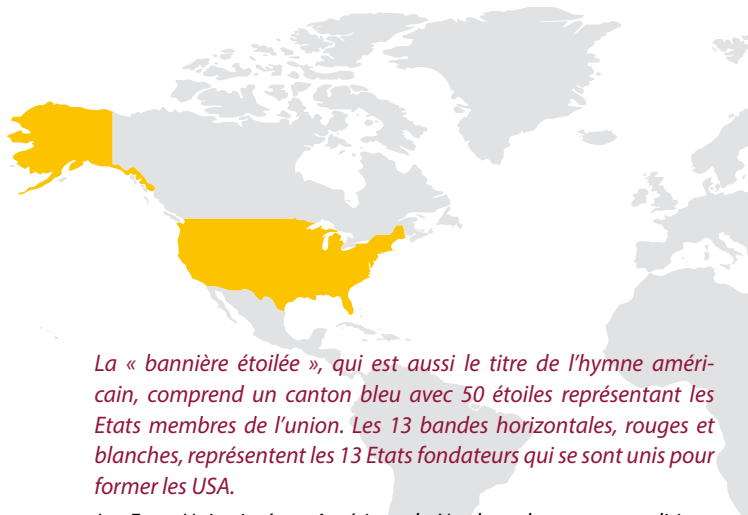 La « bannière étoilée », qui est aussi le titre de l'hymne améri-
cain, comprend un canton bleu avec 50 étoiles représentant les
Etats membres de l'union. Les 13 bandes horizontales, rouges et
blanches, représentent les 13 Etats fondateurs qui se sont unis pour
former les USA.